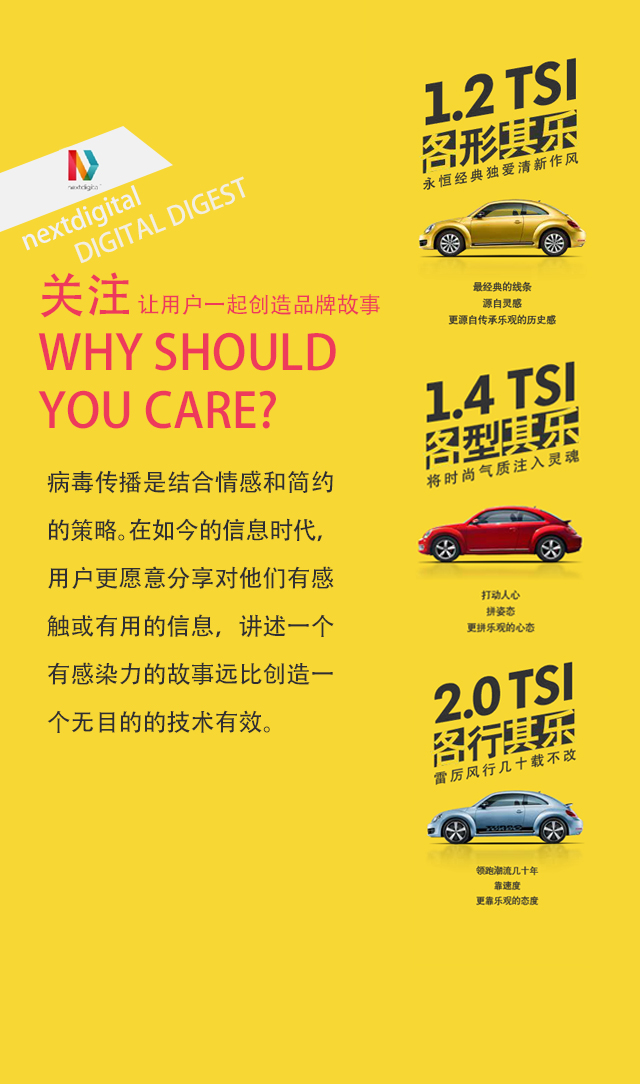 nextdigital
nextdigital
DIGITAL DIGEST
关注 让用户一起创造品牌故事
WHY SHOULD
YOU CARE?
病毒传播是结合情感和简约
的策略。在如今的信息时代,
用户更愿意分享对他们有感
触或有用的信息，讲述一个
有感染力的故事远比创造一
个无目的的技术有效。
1.2 TSI
各形俱乐
永恒经典独爱清新作风
最经典的线条
源自灵感
更源自传承乐观的历史感
1.4 TSI
各型俱乐
将时尚气质注入灵魂
打动人心
拼姿态
更拼乐观的心态
2.0 TSI
各行俱乐
雷厉风行几十载不改
领跑潮流几十年
靠速度
更靠乐观的态度